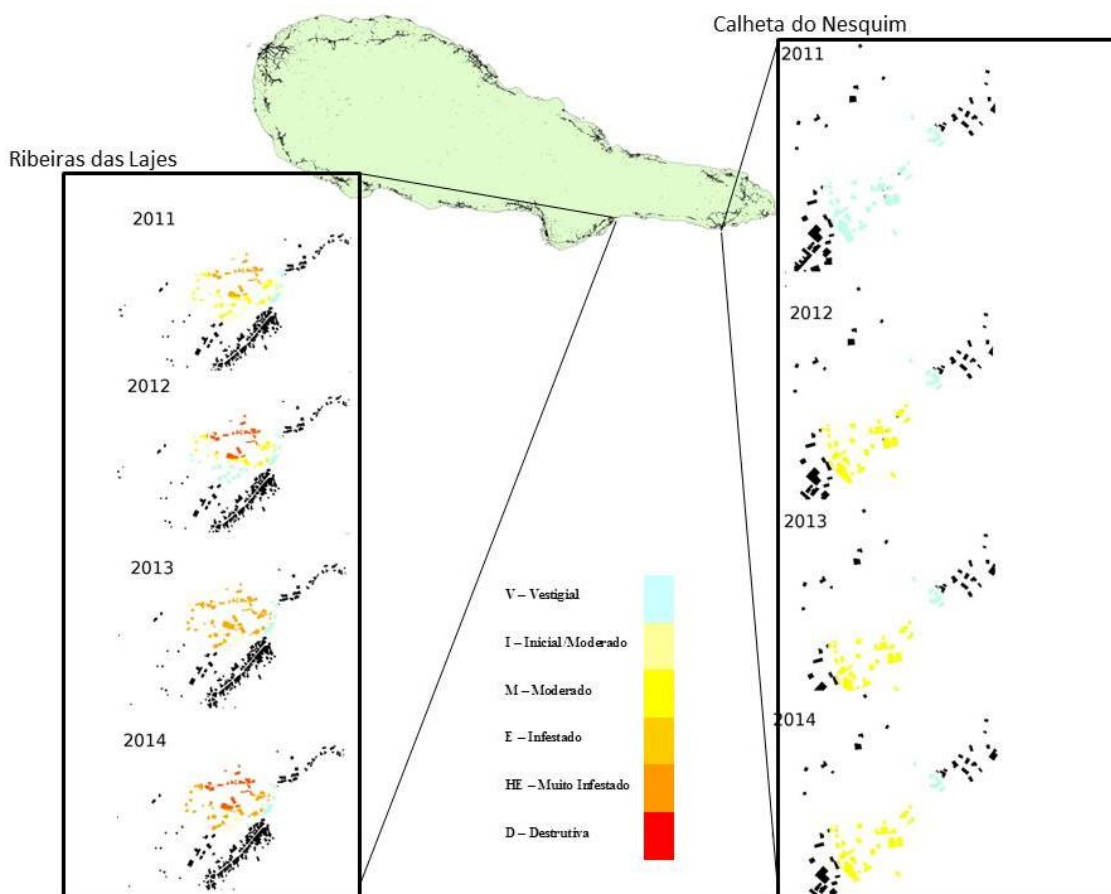 Calheta do Nesquim
2011
2012
2013
2014
Ribeiras das Lajes
2011
2012
2013
2014
V – Vestigial
I – Inicial/Moderado
M – Moderado
E – Infestado
HE – Muito Infestado
D – Destrutiva